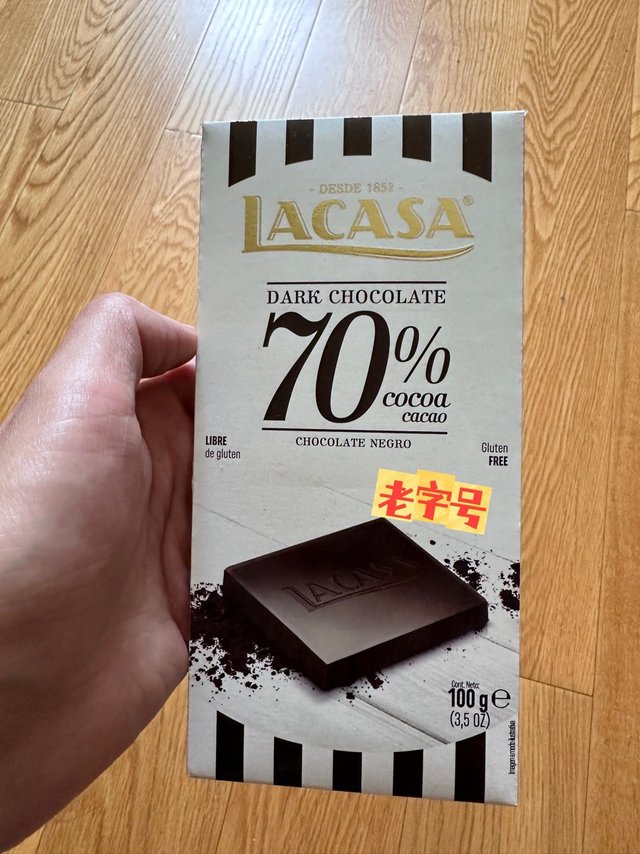 - DESDE 1852 -
LACASA®
DARK CHOCOLATE
70%
cocoa
cacao
CHOCOLATE NEGRO
LIBRE
de gluten
Gluten
FREE
老字号
LACASA
Cont. Neto:
100 g e
(3,5 OZ)